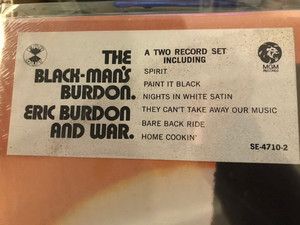 THE
BLACK-MAN'S
BURDON.
ERIC BURDON
AND WAR.
A TWO RECORD SET
INCLUDING
SPIRIT
PAINT IT BLACK
NIGHTS IN WHITE SATIN
THEY CAN'T TAKE AWAY OUR MUSIC
BARE BACK RIDE
HOME COOKIN'
MGM
RECORDS
SE-4710-2